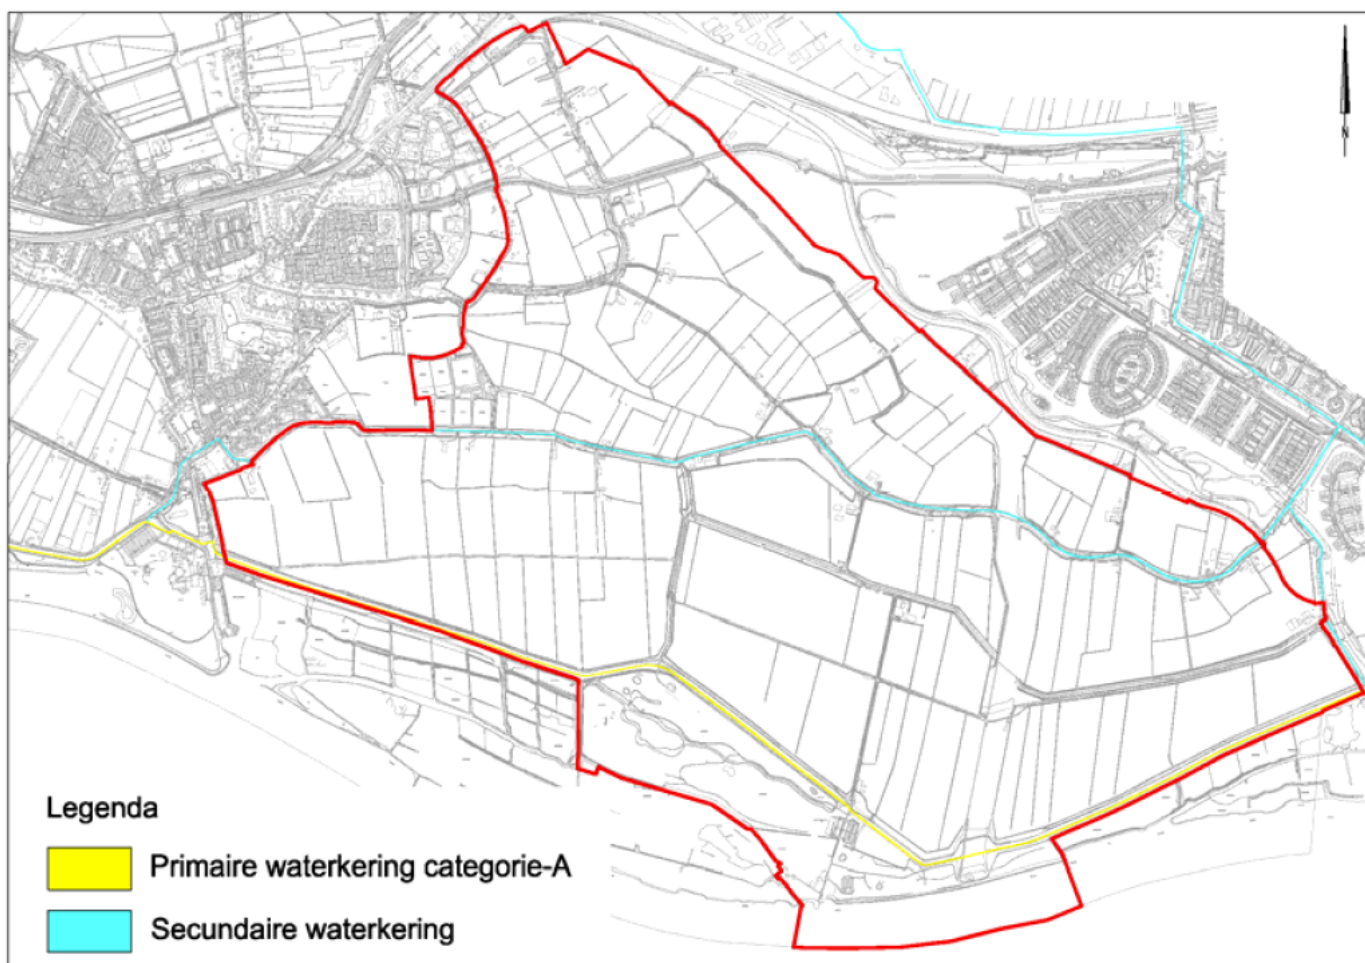 N
Legenda
Primaire waterkering categorie-A
Secundaire waterkering